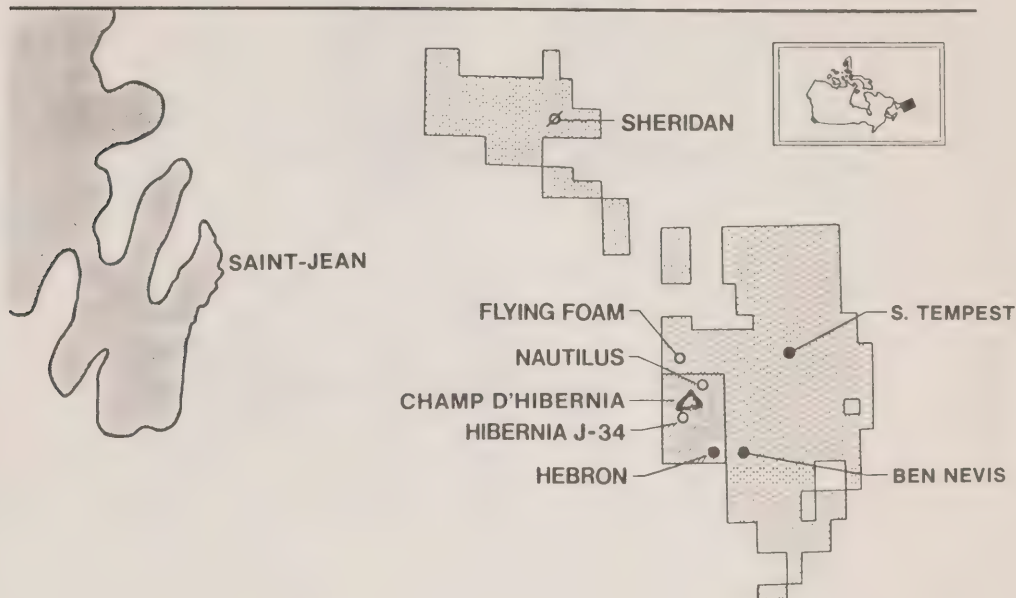 SHERIDAN
SAINT-JEAN
FLYING FOAM
S. TEMPEST
NAUTILUS
CHAMP D'HIBERNIA
HIBERNIA J-34
HEBRON
BEN NEVIS